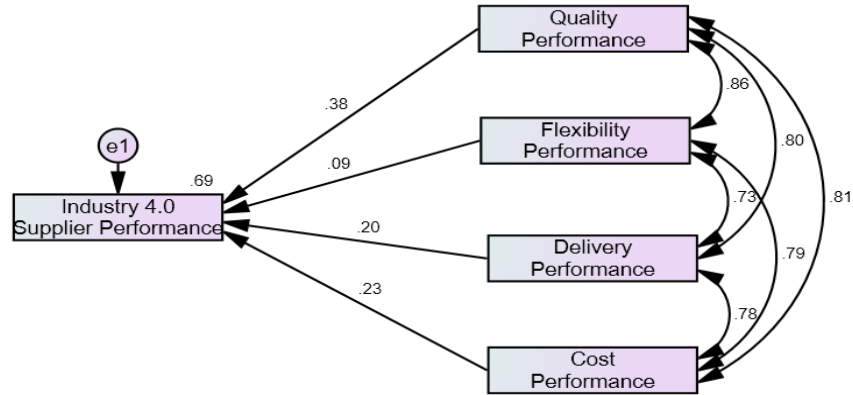 Quality
Performance
.86
.38
Flexibility
Performance
.80
e1
.09
.69
.73
.81
Industry 4.0
Supplier Performance
.20
Delivery
Performance
.79
.23
.78
Cost
Performance